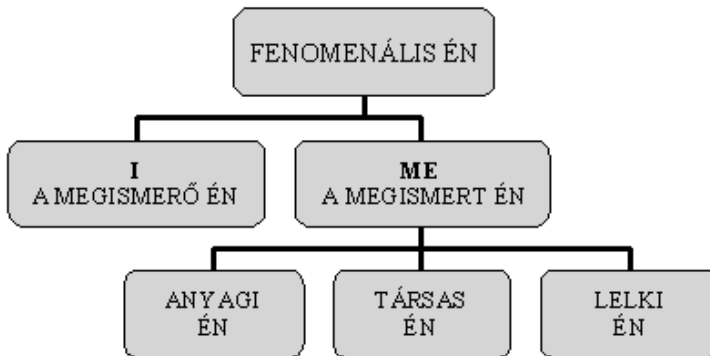 FENOMENÁLIS ÉN
I
A MEGISMERŐ ÉN
ME
A MEGISMERT ÉN
ANYAGI
ÉN
TÁRSAS
ÉN
LELKI
ÉN